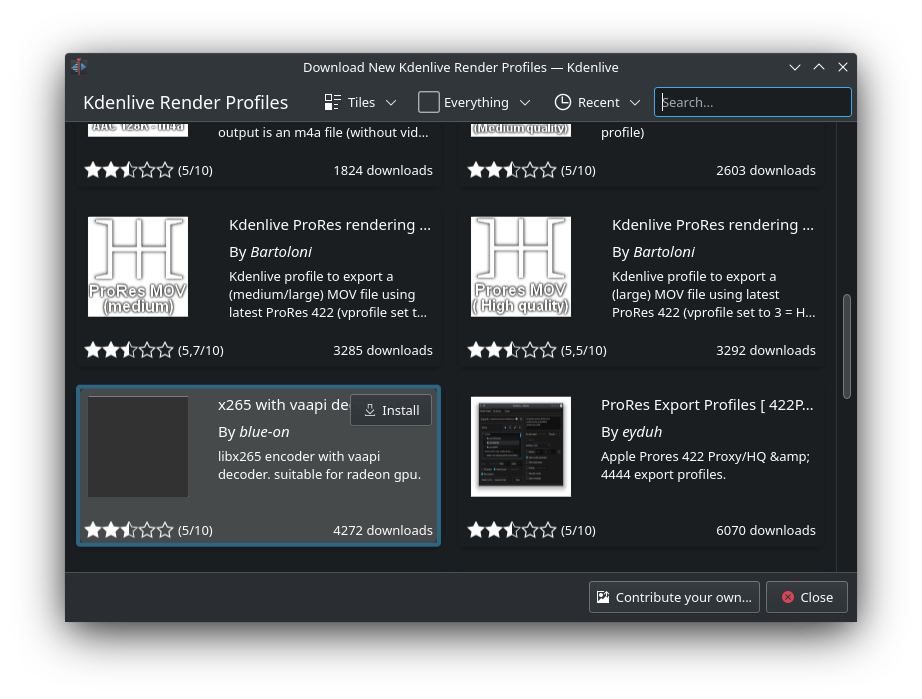 Download New Kdenlive Render Profiles — Kdenlive
Kdenlive Render Profiles
Tiles
Everything
Recent
Search...
AAC 128K - m4a
output is an m4a file (without vid...
(5/10)
1824 downloads
(Medium quality)
profile)
(5/10)
2603 downloads
ProRes MOV
(medium)
Kdenlive ProRes rendering ...
By Bartoloni
Kdenlive profile to export a
(medium/large) MOV file using
latest ProRes 422 (vprofile set t...
(5,7/10)
3285 downloads
Prores MOV
( High quality)
Kdenlive ProRes rendering ...
By Bartoloni
Kdenlive profile to export a
(large) MOV file using latest
ProRes 422 (vprofile set to 3 = H...
(5,5/10)
3292 downloads
x265 with vaapi de
Install
By blue-on
libx265 encoder with vaapi
decoder. suitable for radeon gpu.
(5/10)
4272 downloads
ProRes Export Profiles [ 422P...
By eyduh
Apple Prores 422 Proxy/HQ &amp;
4444 export profiles.
(5/10)
6070 downloads
Contribute your own...
Close